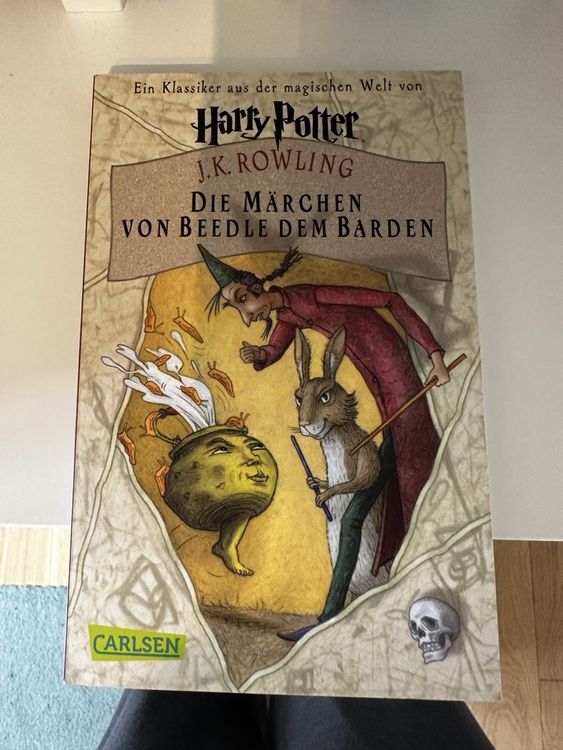 Ein Klassiker aus der magischen Welt von
Harry Potter
J.K. ROWLING
DIE MÄRCHEN
VON BEEDLE DEM BARDEN
CARLSEN